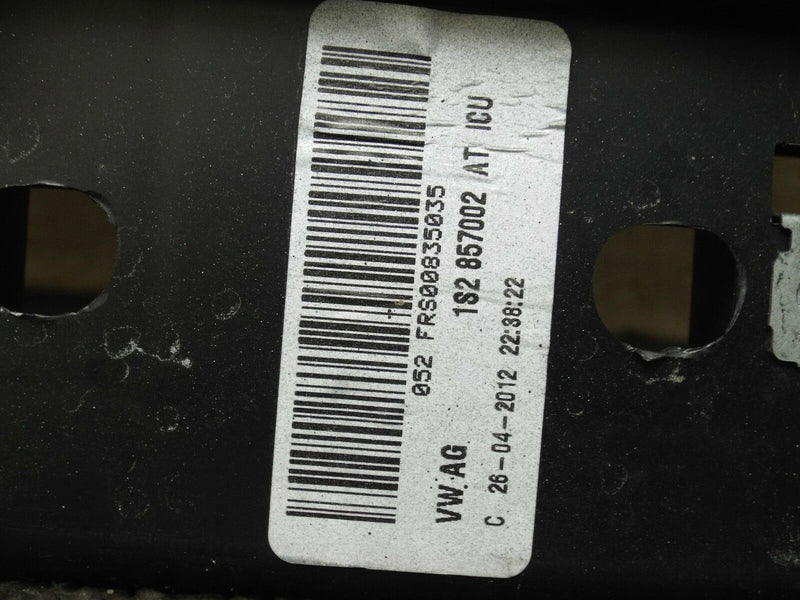 052 FRS00835035
VW AG 1S2 857002 AT ICU
C 26-04-2012 22:38:22